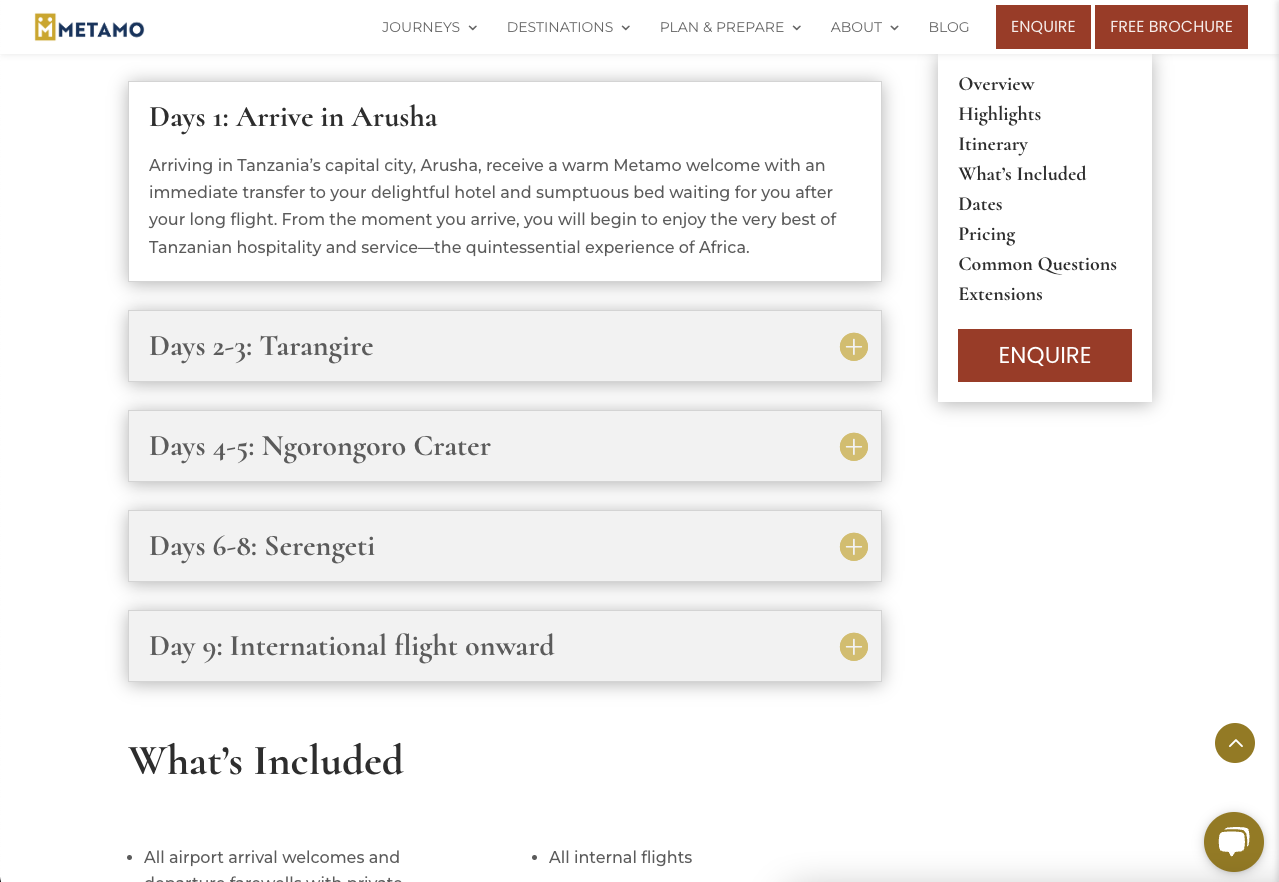 METAMO
JOURNEYS
DESTINATIONS
PLAN & PREPARE
ABOUT
BLOG
ENQUIRE
FREE BROCHURE
Days 1: Arrive in Arusha
Arriving in Tanzania’s capital city, Arusha, receive a warm Metamo welcome with an
immediate transfer to your delightful hotel and sumptuous bed waiting for you after
your long flight. From the moment you arrive, you will begin to enjoy the very best of
Tanzanian hospitality and service—the quintessential experience of Africa.
Days 2-3: Tarangire
Days 4-5: Ngorongoro Crater
Days 6-8: Serengeti
Day 9: International flight onward
Overview
Highlights
Itinerary
What’s Included
Dates
Pricing
Common Questions
Extensions
ENQUIRE
What’s Included
All airport arrival welcomes and
departure farewells with private
All internal flights